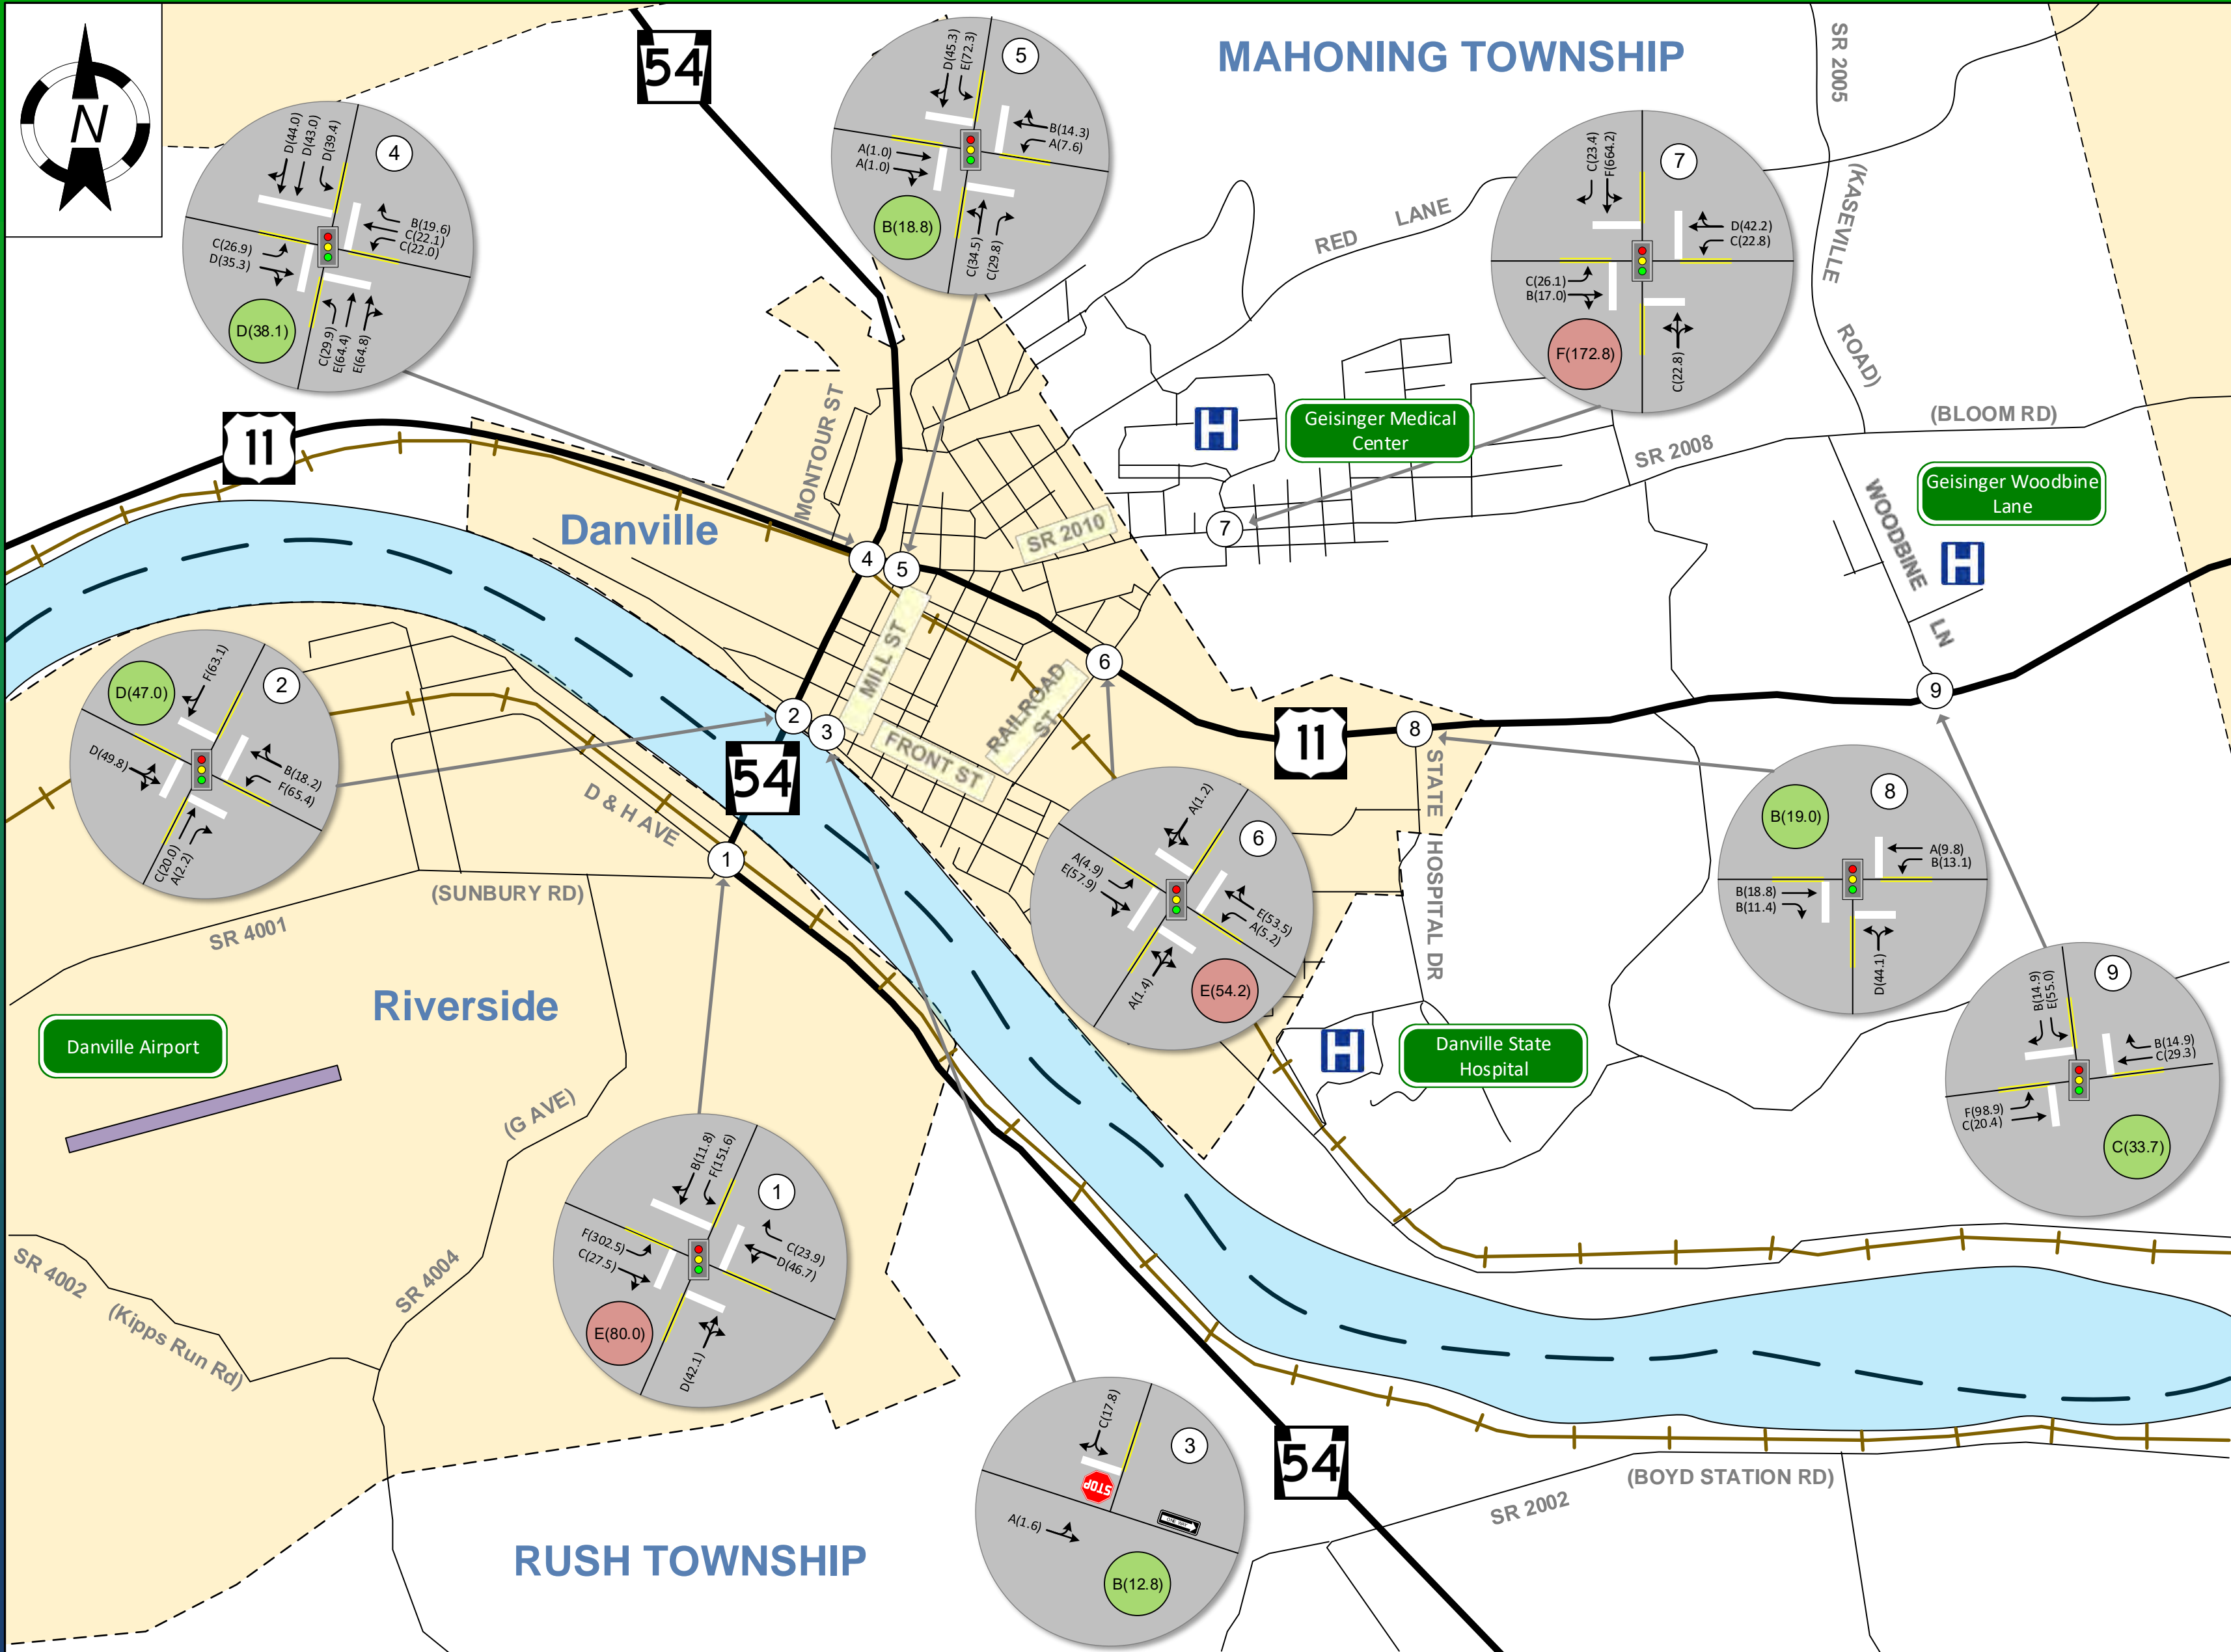 N
54
MAHONING TOWNSHIP
SR 2005
(KASEVILLE
ROAD)
4
D(44.0)
D(43.0)
D(39.4)
B(19.6)
C(22.1)
C(22.0)
C(26.9)
D(35.3)
C(29.9)
E(64.4)
E(64.8)
D(38.1)
5
D(45.3)
E(72.3)
B(14.3)
A(7.6)
A(1.0)
A(1.0)
C(34.5)
C(29.8)
B(18.8)
7
C(23.4)
F(664.2)
D(42.2)
C(22.8)
C(26.1)
B(17.0)
C(22.8)
F(172.8)
RED LANE
11
MONTOUR ST
H
Geisinger Medical
Center
(BLOOM RD)
SR 2008
Geisinger Woodbine
Lane
H
WOODBINE
LN
Danville
SR 2010
4
5
7
MILL ST
RAILROAD
ST
FRONT ST
6
2
3
54
11
8
9
STATE HOSPITAL DR
2
D(47.0)
F(63.1)
B(18.2)
F(65.4)
D(49.8)
C(20.0)
A(2.2)
D & H AVE
1
(SUNBURY RD)
SR 4001
6
A(1.2)
A(4.9)
E(57.9)
E(53.5)
A(5.2)
A(1.4)
E(54.2)
8
B(19.0)
A(9.8)
B(13.1)
B(18.8)
B(11.4)
D(44.1)
9
B(14.9)
E(55.0)
B(14.9)
C(29.3)
F(98.9)
C(20.4)
C(33.7)
Riverside
Danville Airport
H
Danville State
Hospital
(G AVE)
SR 4004
SR 4002 (Kipps Run Rd)
1
B(11.8)
F(151.6)
C(23.9)
D(46.7)
F(302.5)
C(27.5)
D(42.1)
E(80.0)
3
C(17.8)
STOP
A(1.6)
ONE WAY
B(12.8)
54
(BOYD STATION RD)
SR 2002
RUSH TOWNSHIP